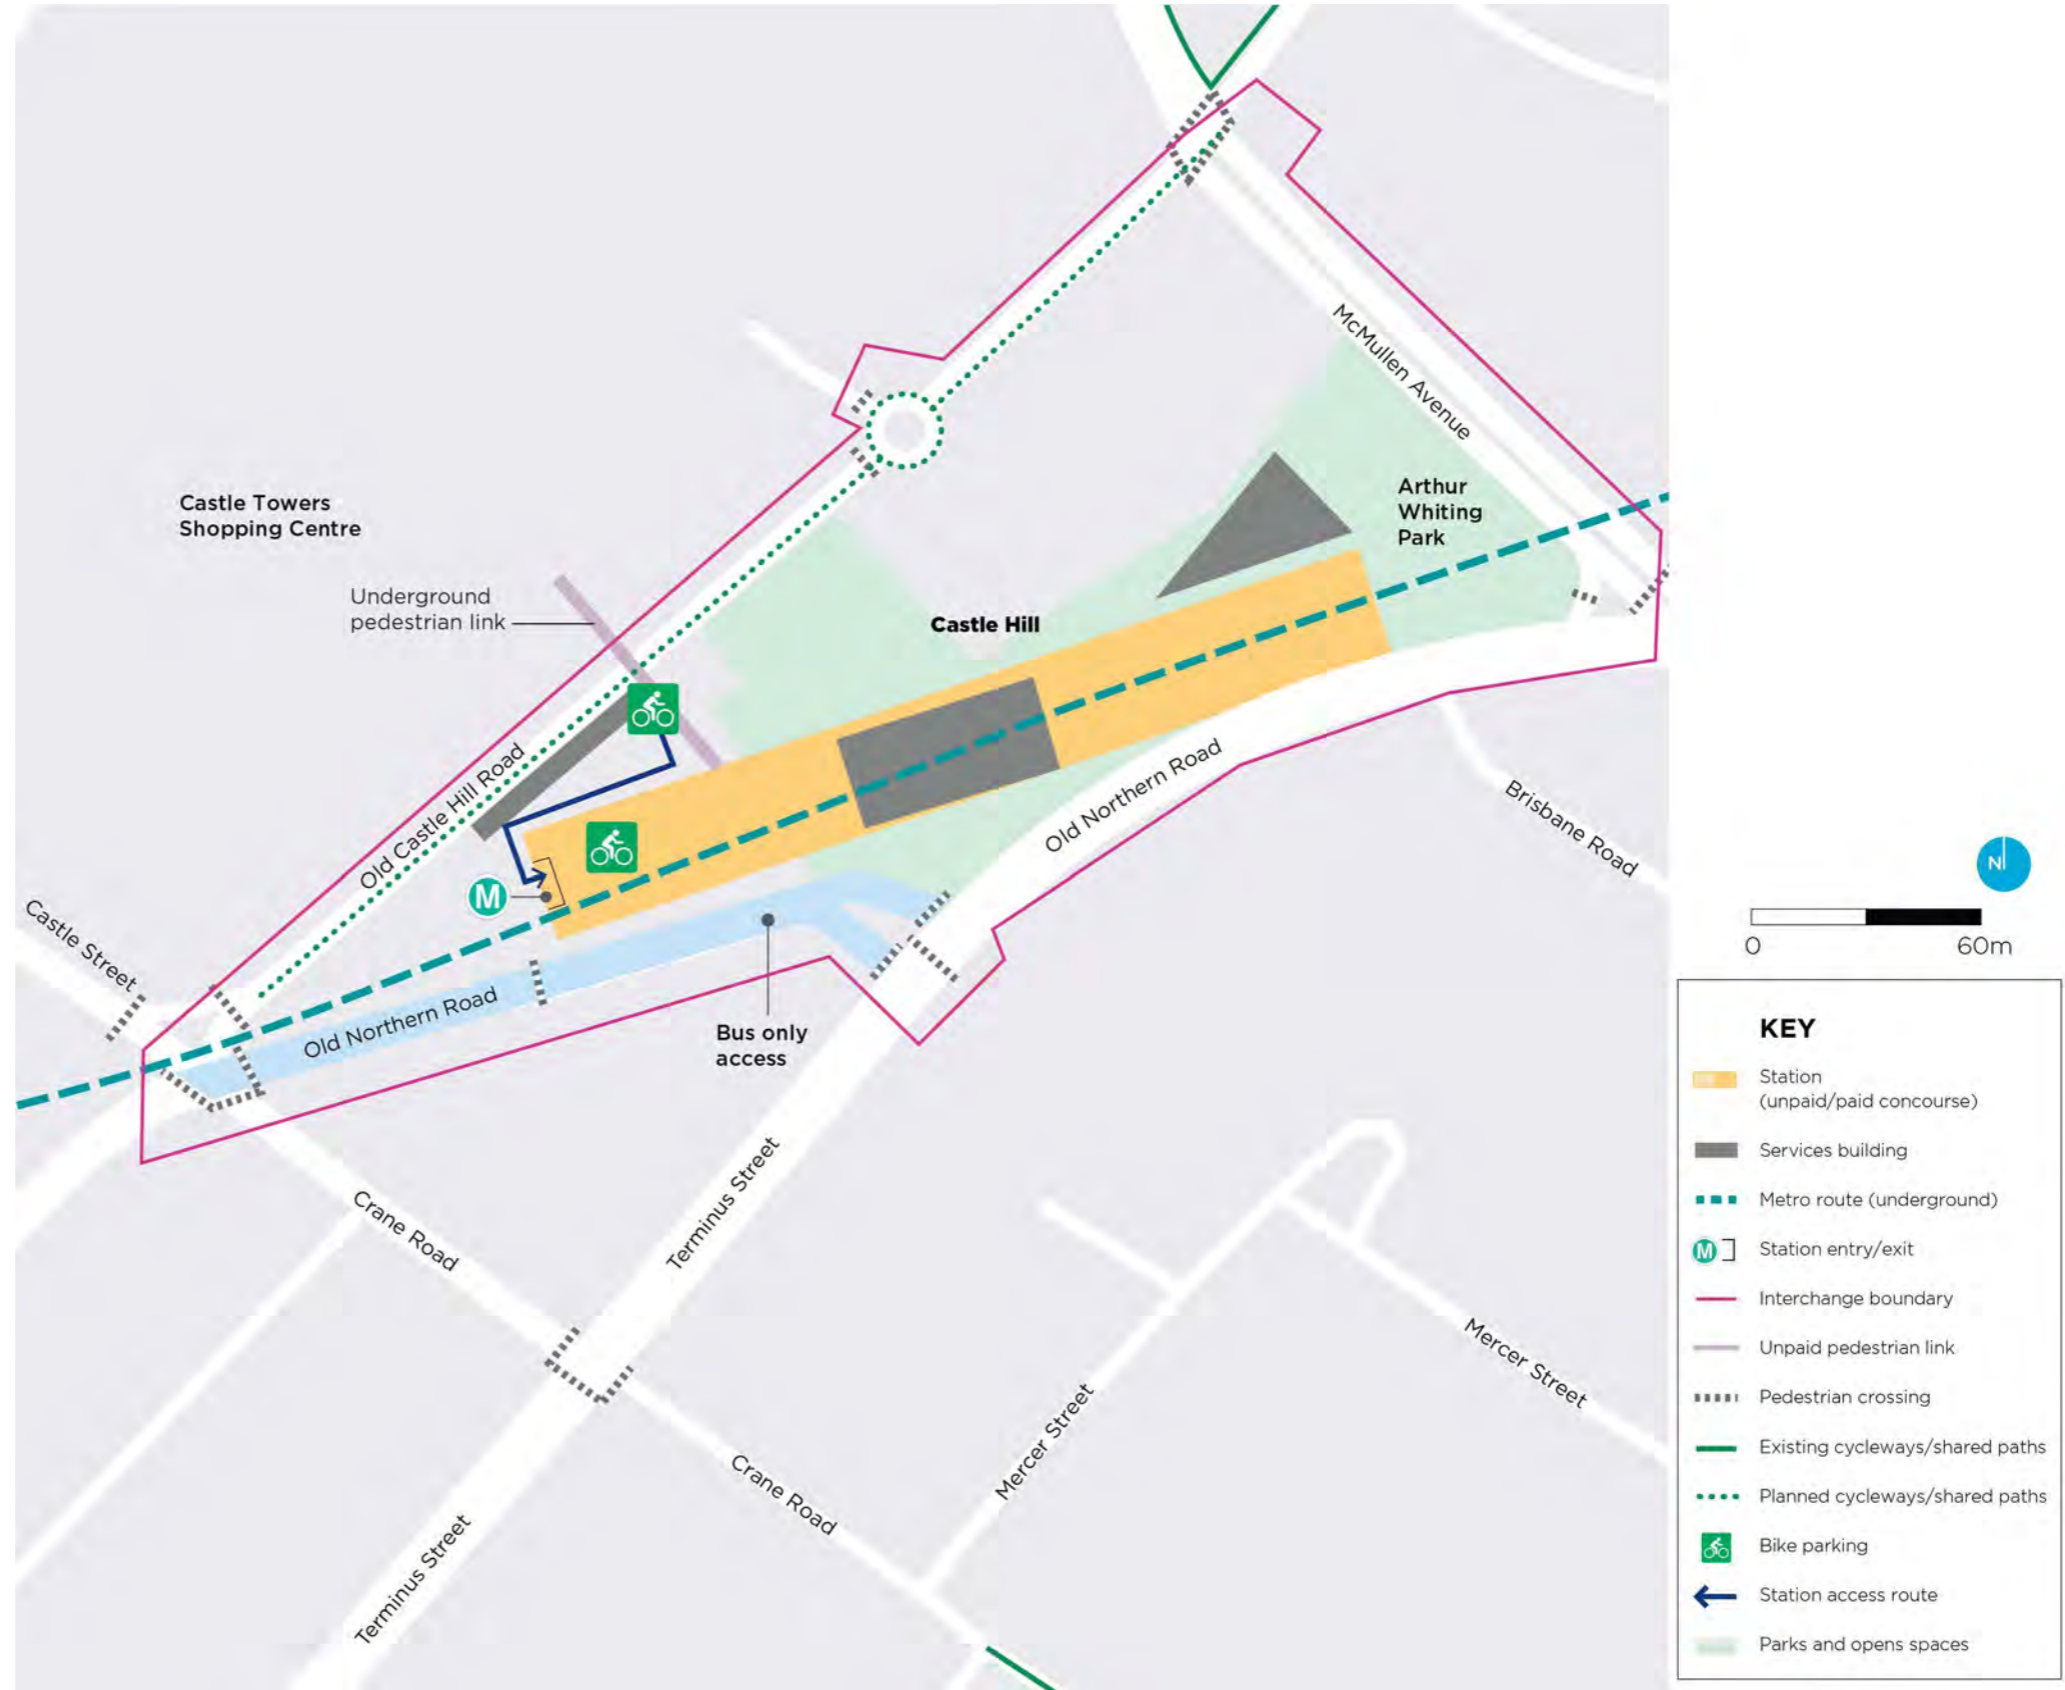 McMullen Avenue
Castle Towers
Shopping Centre
Arthur
Whiting
Park
Underground
pedestrian link
Castle Hill
Old Castle Hill Road
Old Northern Road
Brisbane Road
M
Castle Street
Old Northern Road
Bus only
access
Crane Road
Terminus Street
Mercer Street
Mercer Street
Crane Road
Terminus Street
N
0 60m
KEY
Station
(unpaid/paid concourse)
Services building
Metro route (underground)
M Station entry/exit
Interchange boundary
Unpaid pedestrian link
Pedestrian crossing
Existing cycleways/shared paths
Planned cycleways/shared paths
Bike parking
Station access route
Parks and opens spaces